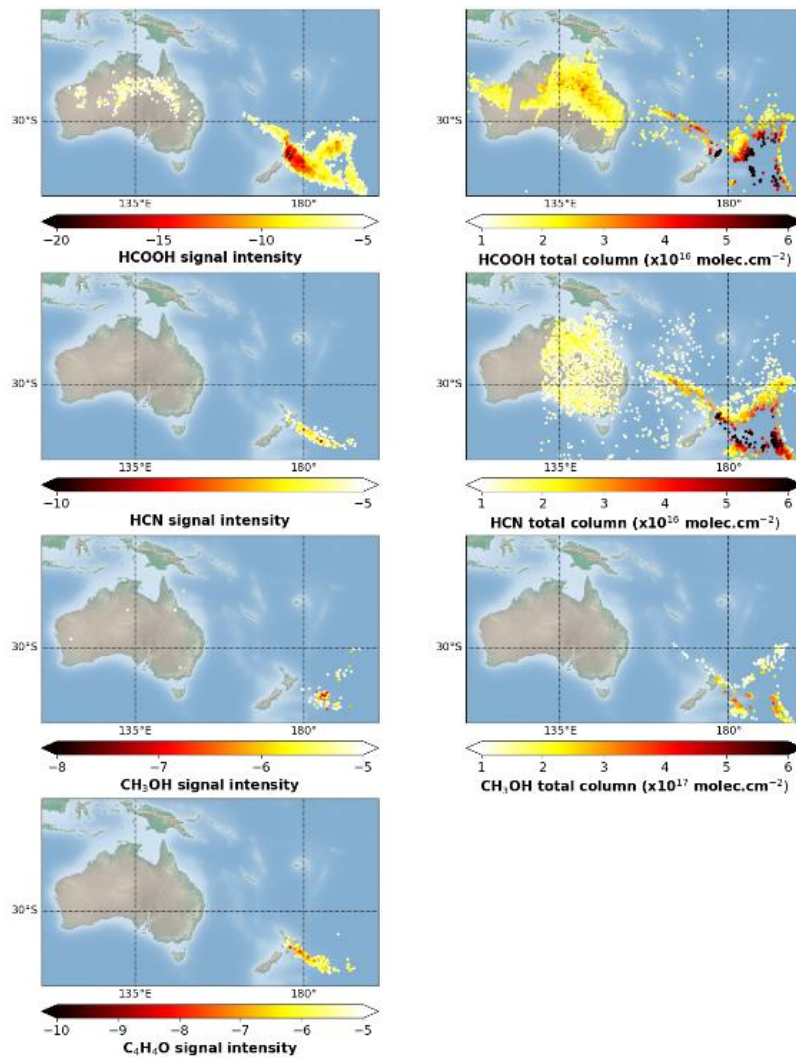 30°S
135°E 180°
−20 −15 −10 −5
HCOOH signal intensity
30°S
135°E 180°
1 2 3 4 5 6
HCOOH total column (x10¹⁶ molec.cm⁻²)
30°S
135°E 180°
−10 −5
HCN signal intensity
30°S
135°E 180°
1 2 3 4 5 6
HCN total column (x10¹⁶ molec.cm⁻²)
30°S
135°E 180°
−8 −7 −6 −5
CH₃OH signal intensity
30°S
135°E 180°
1 2 3 4 5 6
CH₃OH total column (x10¹⁷ molec.cm⁻²)
30°S
135°E 180°
−10 −9 −8 −7 −6 −5
C₄H₄O signal intensity